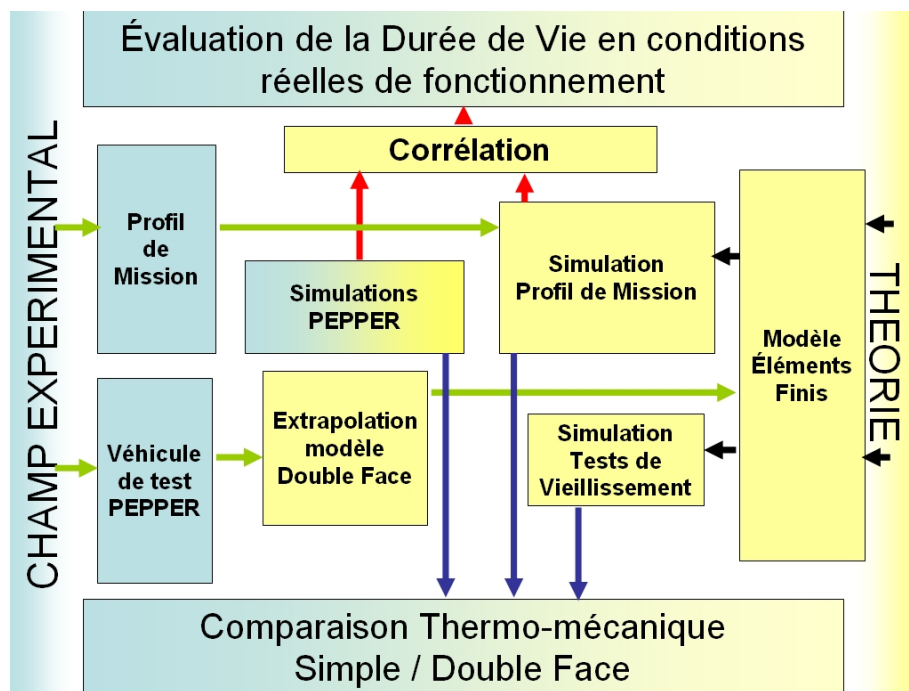 Évaluation de la Durée de Vie en conditions
réelles de fonctionnement
Corrélation
CHAMP EXPERIMENTAL
Profil
de
Mission
Simulations
PEPPER
Simulation
Profil de Mission
Modèle
Éléments
Finis
THEORIE
Véhicule
de test
PEPPER
Extrapolation
modèle
Double Face
Simulation
Tests de
Vieillissement
Comparaison Thermo-mécanique
Simple / Double Face